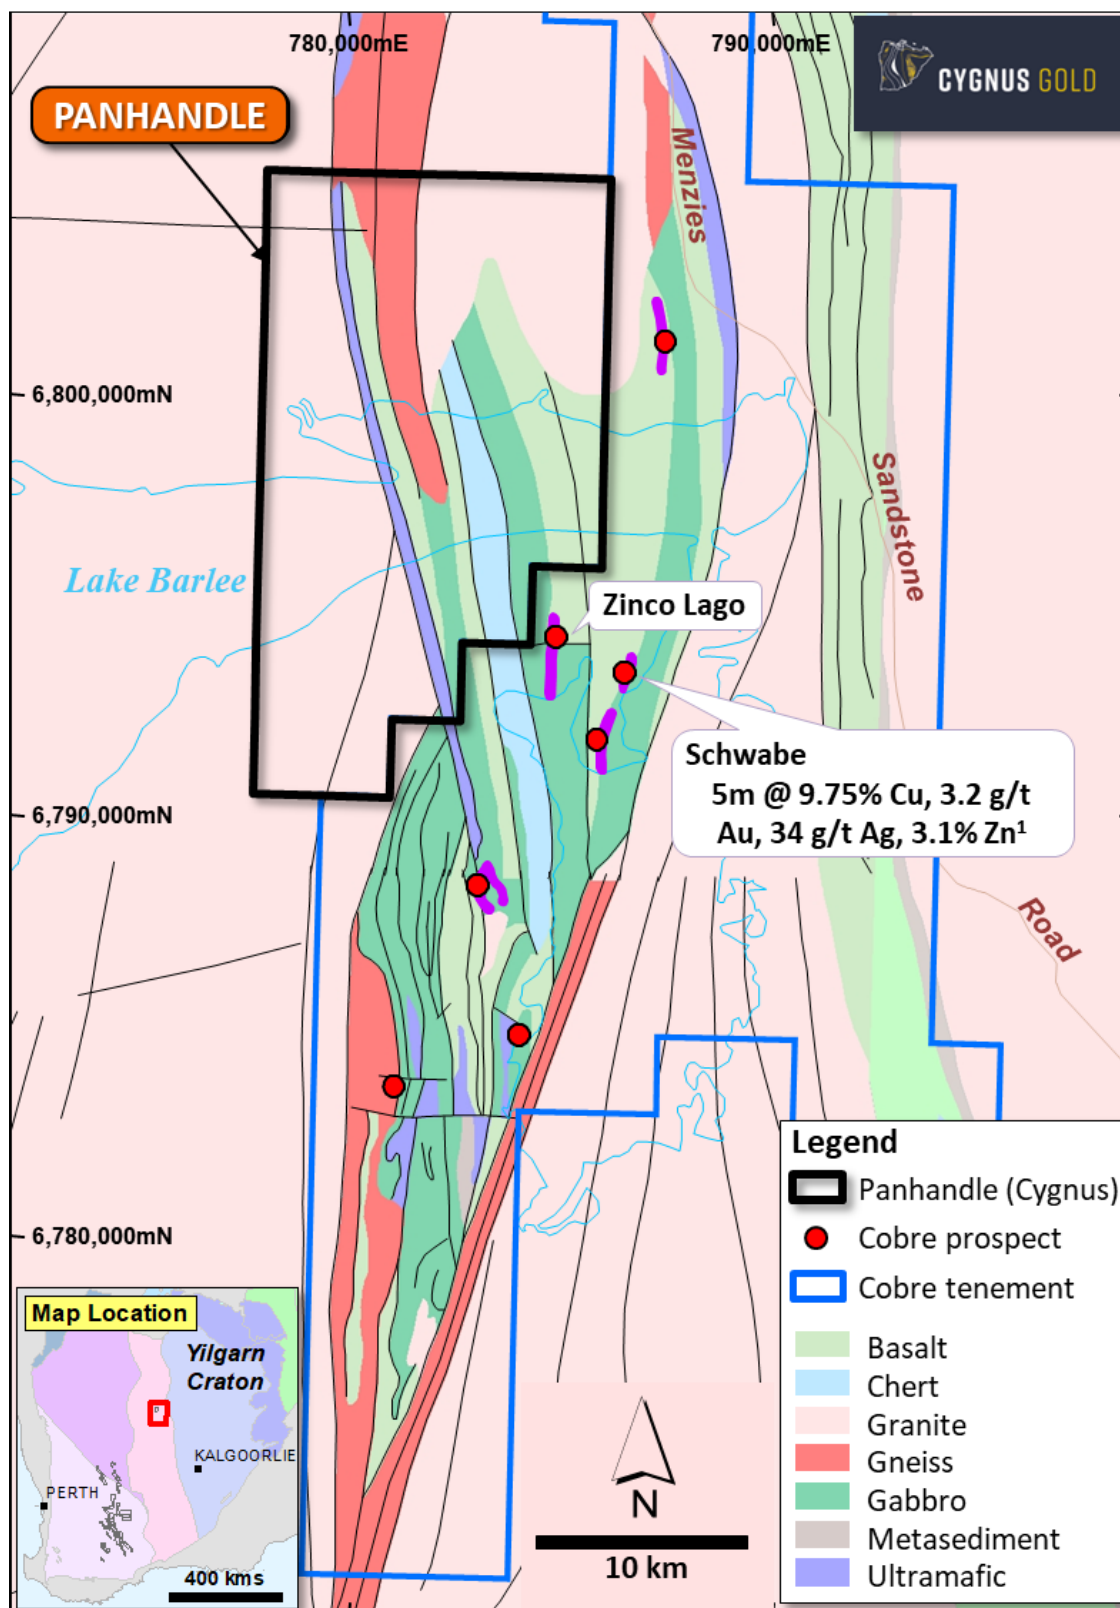 780,000mE
790,000mE
CYGNUS GOLD
PANHANDLE
Menzies
6,800,000mN
Sandstone
Lake Barlee
Zinco Lago
Schwabe
5m @ 9.75% Cu, 3.2 g/t
Au, 34 g/t Ag, 3.1% Zn¹
6,790,000mN
Road
6,780,000mN
Legend
Panhandle (Cygnus)
Cobre prospect
Cobre tenement
Basalt
Chert
Granite
Gneiss
Gabbro
Metasediment
Ultramafic
Map Location
Yilgarn
Craton
KALGOORLIE
PERTH
400 kms
N
10 km